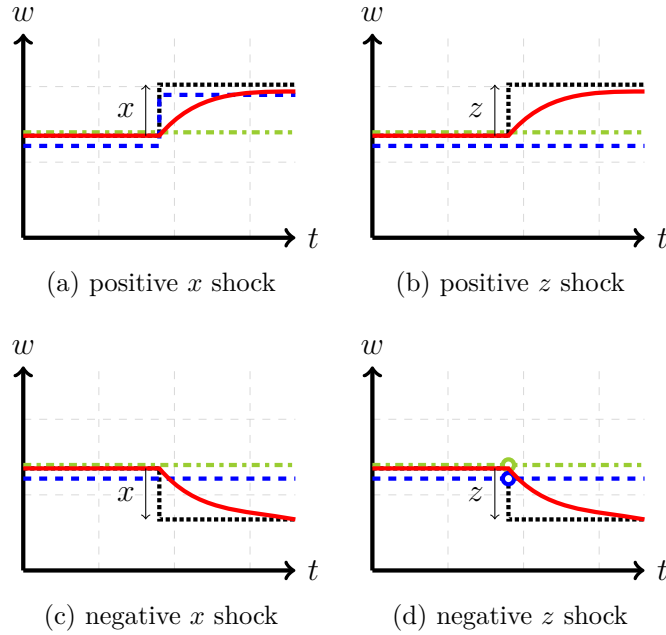 w
x
t
(a) positive x shock
w
z
t
(b) positive z shock
w
x
t
(c) negative x shock
w
z
t
(d) negative z shock